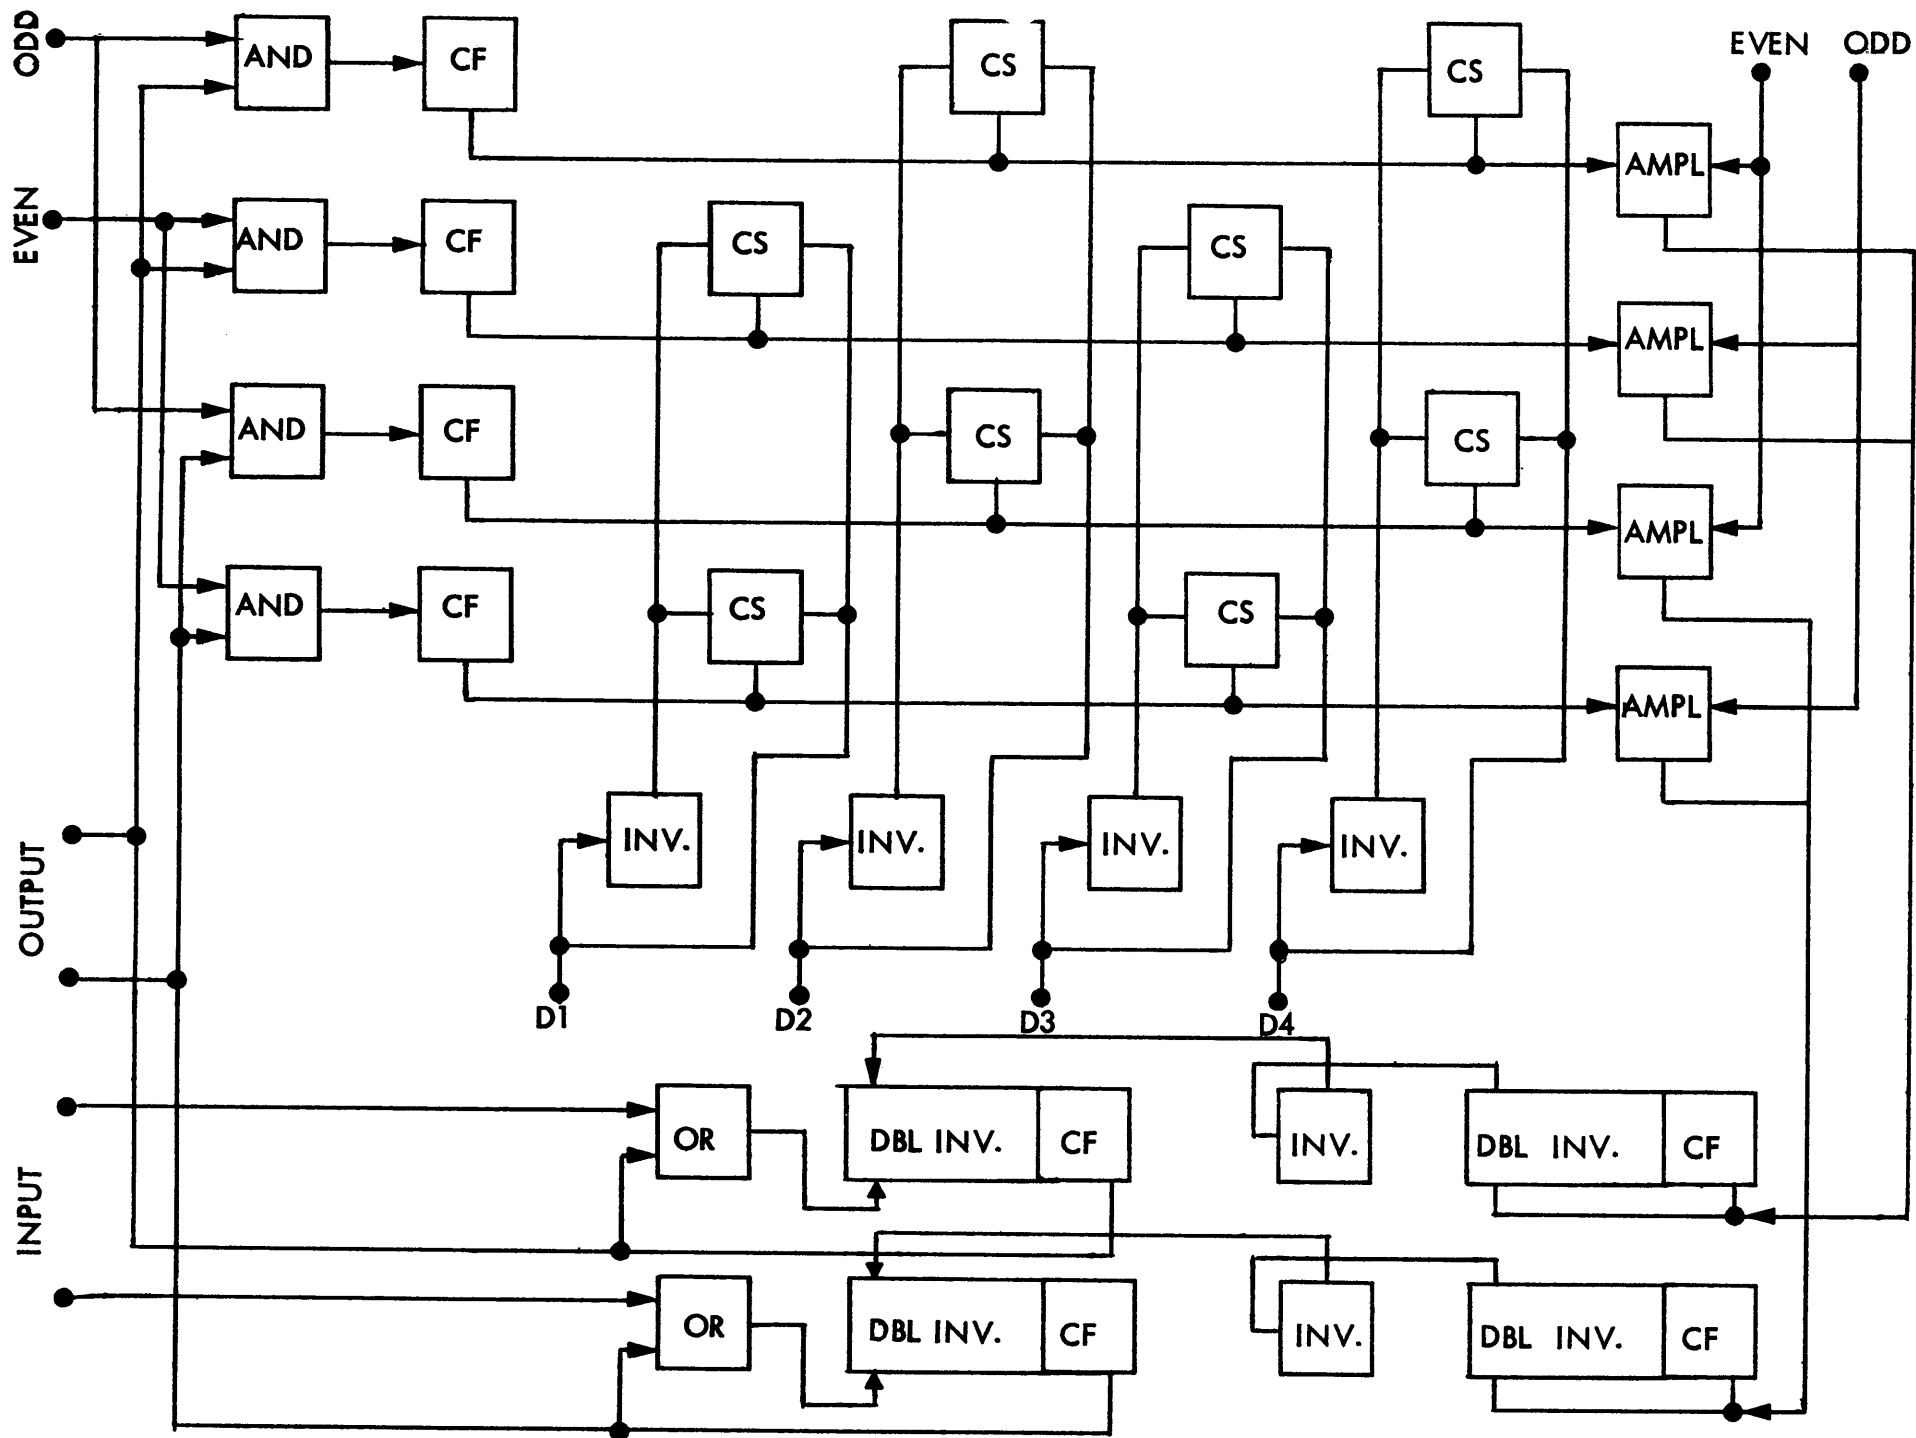 ODD
AND
CF
CS
CS
EVEN
ODD
AMPL
EVEN
AND
CF
CS
CS
AMPL
AND
CF
CS
CS
AMPL
AND
CF
CS
CS
AMPL
INV.
INV.
INV.
INV.
OUTPUT
D1
D2
D3
D4
INPUT
OR
DBL INV.
CF
INV.
DBL INV.
CF
OR
DBL INV.
CF
INV.
DBL INV.
CF